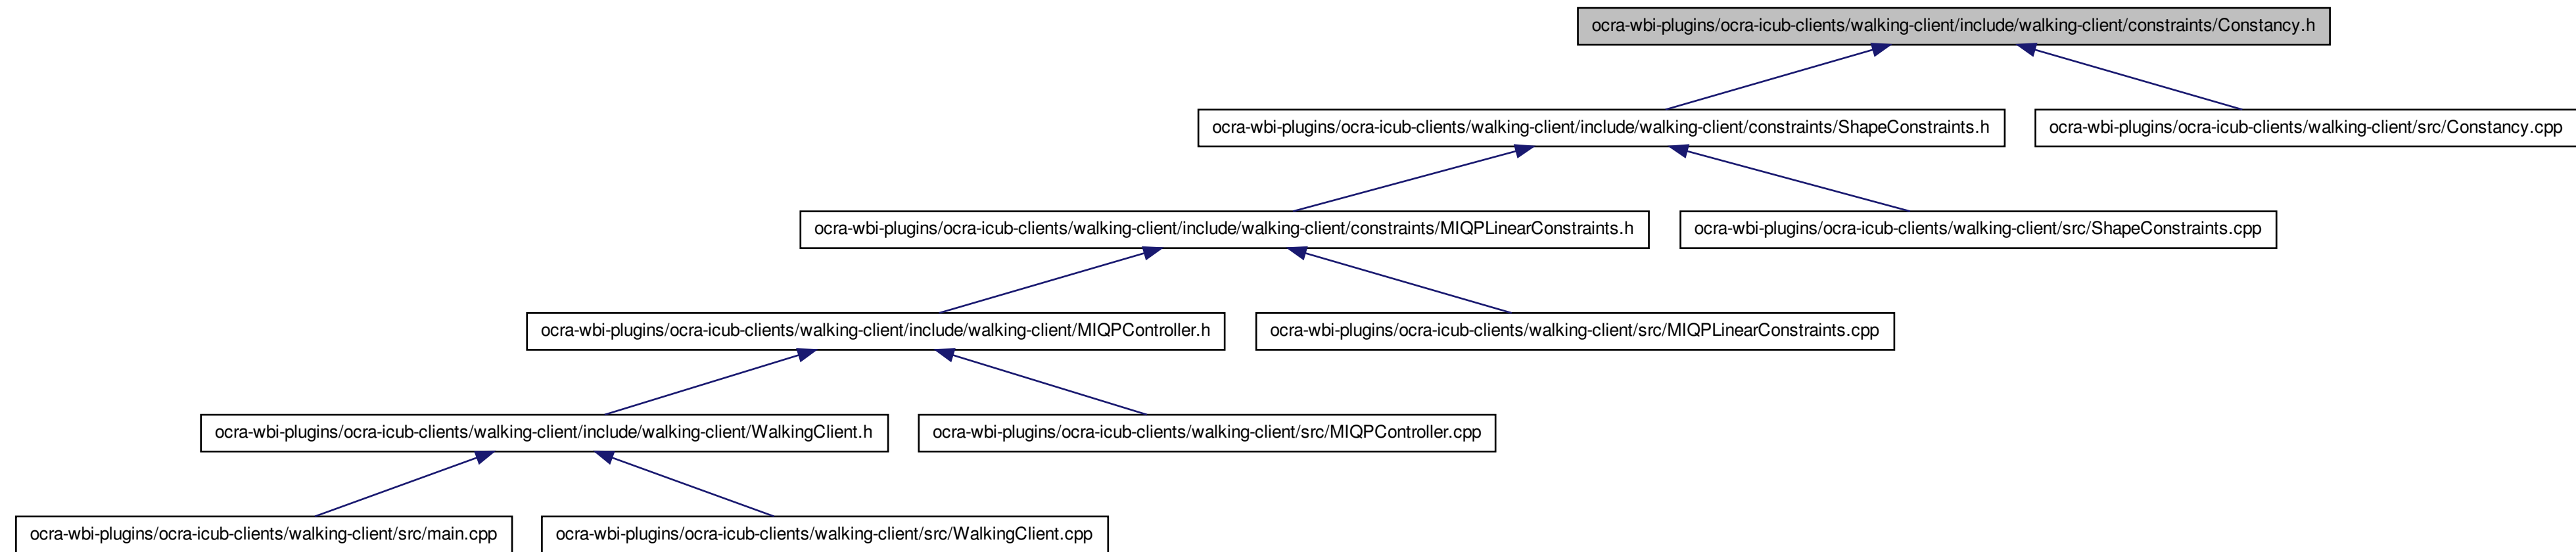 ocra-wbi-plugins/ocra-icub-clients/walking-client/include/walking-client/constraints/Constancy.h
ocra-wbi-plugins/ocra-icub-clients/walking-client/include/walking-client/constraints/ShapeConstraints.h
ocra-wbi-plugins/ocra-icub-clients/walking-client/src/Constancy.cpp
ocra-wbi-plugins/ocra-icub-clients/walking-client/include/walking-client/constraints/MIQPLinearConstraints.h
ocra-wbi-plugins/ocra-icub-clients/walking-client/src/ShapeConstraints.cpp
ocra-wbi-plugins/ocra-icub-clients/walking-client/include/walking-client/MIQPController.h
ocra-wbi-plugins/ocra-icub-clients/walking-client/src/MIQPLinearConstraints.cpp
ocra-wbi-plugins/ocra-icub-clients/walking-client/include/walking-client/WalkingClient.h
ocra-wbi-plugins/ocra-icub-clients/walking-client/src/MIQPController.cpp
ocra-wbi-plugins/ocra-icub-clients/walking-client/src/main.cpp
ocra-wbi-plugins/ocra-icub-clients/walking-client/src/WalkingClient.cpp